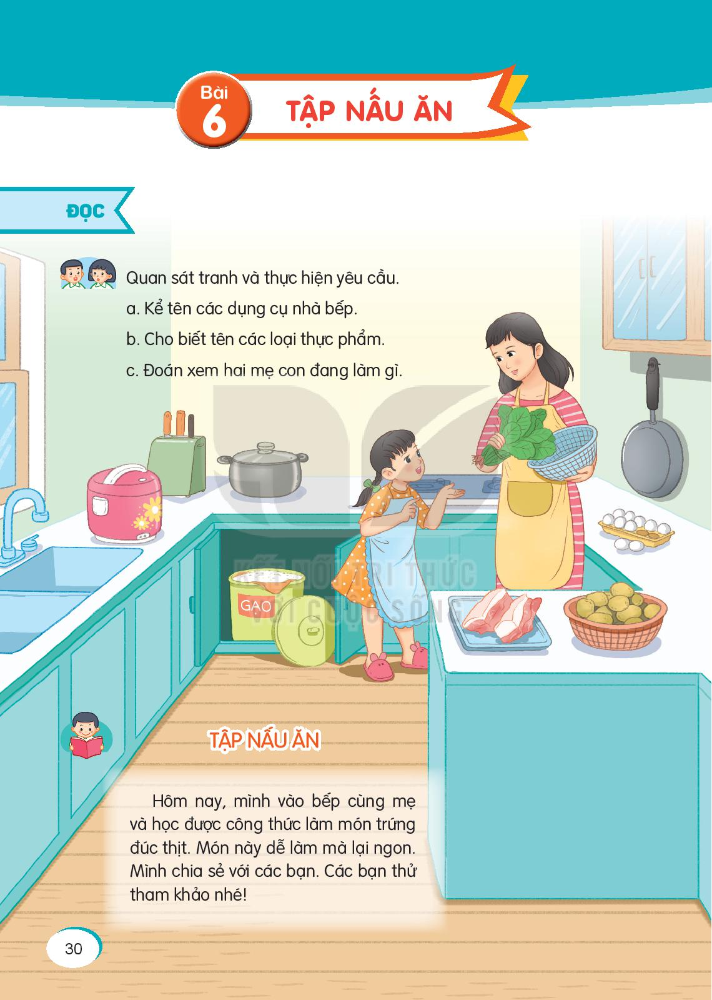 Bài
6
TẬP NẤU ĂN
ĐỌC
Quan sát tranh và thực hiện yêu cầu.
a. Kể tên các dụng cụ nhà bếp.
b. Cho biết tên các loại thực phẩm.
c. Đoán xem hai mẹ con đang làm gì.
GẠO
KẾT NỐI TRI THỨC
VỚI CUỘC SỐNG
TẬP NẤU ĂN
Hôm nay, mình vào bếp cùng mẹ
và học được công thức làm món trứng
đúc thịt. Món này dễ làm mà lại ngon.
Mình chia sẻ với các bạn. Các bạn thử
tham khảo nhé!
30